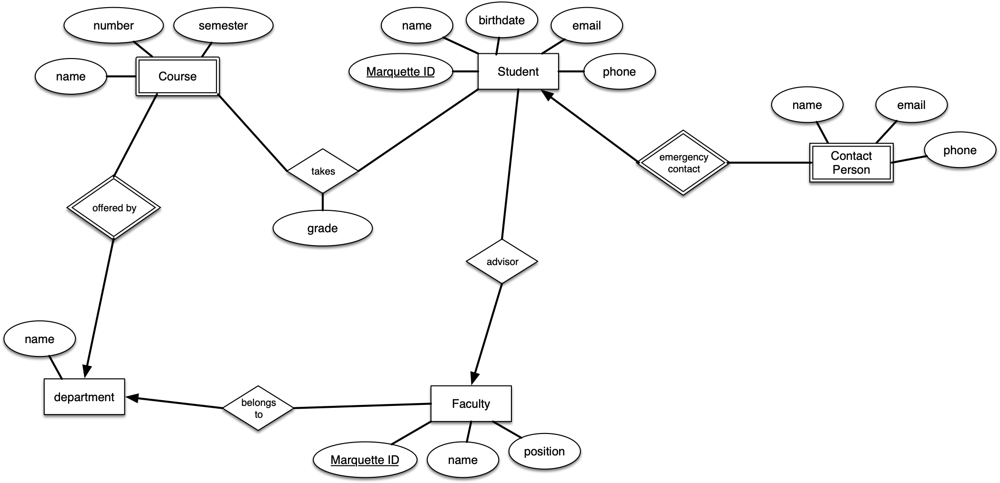 number
semester
name
Course
name
birthdate
email
Marquette ID
Student
phone
name
email
Contact
Person
phone
emergency
contact
takes
grade
offered by
advisor
name
department
belongs
to
Faculty
Marquette ID
name
position